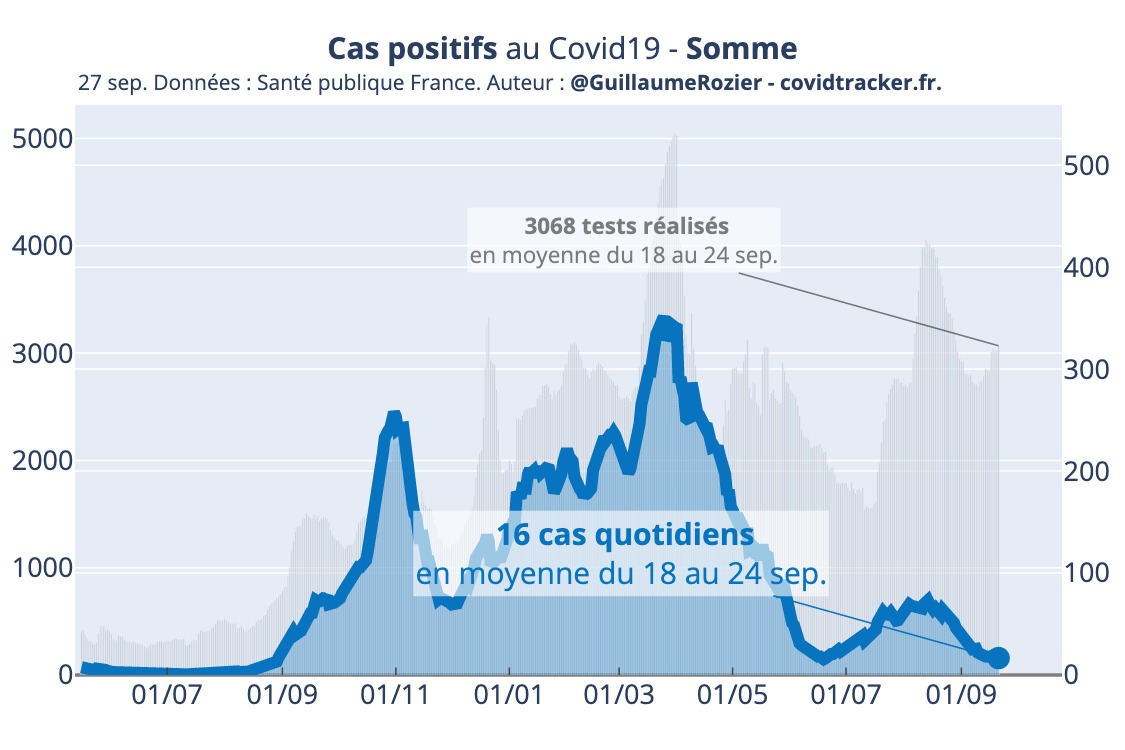 Cas positifs au Covid19 - Somme
27 sep. Données : Santé publique France. Auteur : @GuillaumeRozier - covidtracker.fr.
5000
500
3068 tests réalisés
en moyenne du 18 au 24 sep.
4000
400
3000
300
2000
200
16 cas quotidiens
en moyenne du 18 au 24 sep.
1000
100
0
0
01/07 01/09 01/11 01/01 01/03 01/05 01/07 01/09